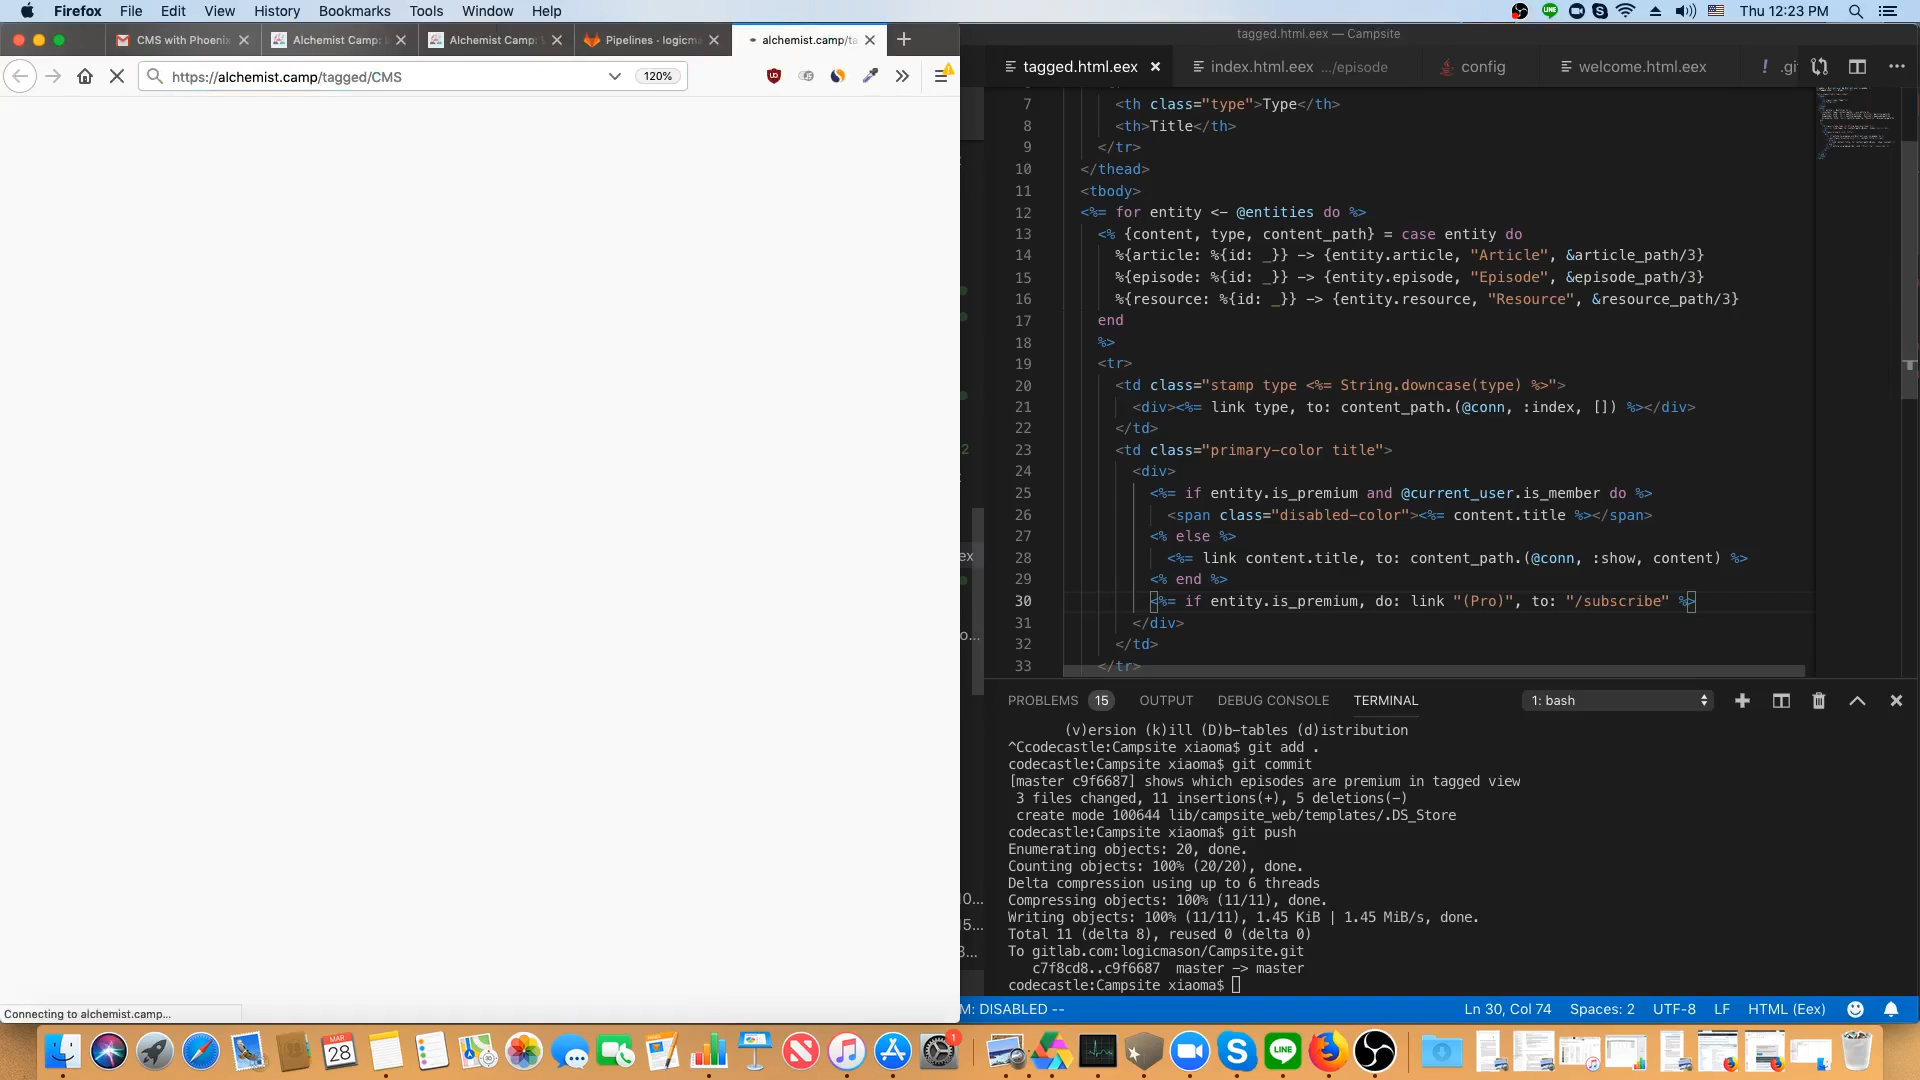 Firefox File Edit View History Bookmarks Tools Window Help Thu 12:23 PM
CMS with Phoenix
Alchemist Camp:
Alchemist Camp:
Pipelines · logicma
alchemist.camp/ta
https://alchemist.camp/tagged/CMS
120%
Connecting to alchemist.camp...
tagged.html.eex — Campsite
tagged.html.eex
index.html.eex .../episode
config
welcome.html.eex
.gi
7 <th class="type">Type</th>
8 <th>Title</th>
9 </tr>
10 </thead>
11 <tbody>
12 <%= for entity <- @entities do %>
13 <% {content, type, content_path} = case entity do
14 %{article: %{id: _}} -> {entity.article, "Article", &article_path/3}
15 %{episode: %{id: _}} -> {entity.episode, "Episode", &episode_path/3}
16 %{resource: %{id: _}} -> {entity.resource, "Resource", &resource_path/3}
17 end
18 %>
19 <tr>
20 <td class="stamp type <%= String.downcase(type) %>">
21 <div><%= link type, to: content_path.(@conn, :index, []) %></div>
22 </td>
23 <td class="primary-color title">
24 <div>
25 <%= if entity.is_premium and @current_user.is_member do %>
26 <span class="disabled-color"><%= content.title %></span>
27 <% else %>
28 <%= link content.title, to: content_path.(@conn, :show, content) %>
29 <% end %>
30 <%= if entity.is_premium, do: link "(Pro)", to: "/subscribe" %>
31 </div>
32 </td>
33 </tr>
PROBLEMS 15 OUTPUT DEBUG CONSOLE TERMINAL 1: bash
(v)ersion (k)ill (D)b-tables (d)istribution
^Ccodecastle:Campsite xiaoma$ git add .
codecastle:Campsite xiaoma$ git commit
[master c9f6687] shows which episodes are premium in tagged view
3 files changed, 11 insertions(+), 5 deletions(-)
create mode 100644 lib/campsite_web/templates/.DS_Store
codecastle:Campsite xiaoma$ git push
Enumerating objects: 20, done.
Counting objects: 100% (20/20), done.
Delta compression using up to 6 threads
Compressing objects: 100% (11/11), done.
Writing objects: 100% (11/11), 1.45 KiB | 1.45 MiB/s, done.
Total 11 (delta 8), reused 0 (delta 0)
To gitlab.com:logicmason/Campsite.git
c7f8cd8..c9f6687 master -> master
codecastle:Campsite xiaoma$
M: DISABLED -- Ln 30, Col 74 Spaces: 2 UTF-8 LF HTML (Eex)
MAR
28
1
LINE